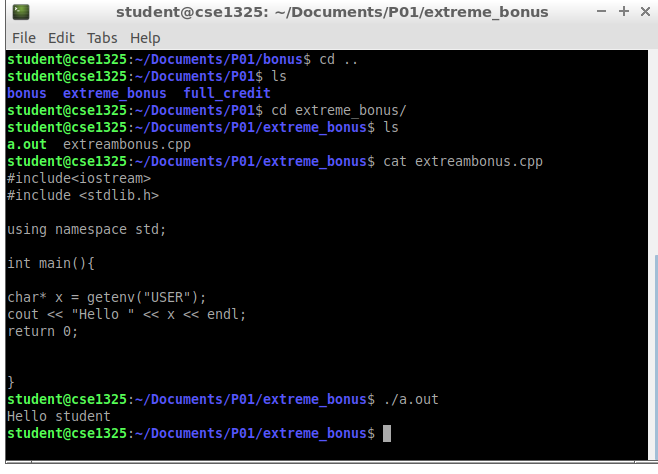 student@cse1325: ~/Documents/P01/extreme_bonus
File Edit Tabs Help
student@cse1325:~/Documents/P01/bonus$ cd ..
student@cse1325:~/Documents/P01$ ls
bonus  extreme_bonus  full_credit
student@cse1325:~/Documents/P01$ cd extreme_bonus/
student@cse1325:~/Documents/P01/extreme_bonus$ ls
a.out  extreambonus.cpp
student@cse1325:~/Documents/P01/extreme_bonus$ cat extreambonus.cpp
#include<iostream>
#include <stdlib.h>
using namespace std;
int main(){
char* x = getenv("USER");
cout << "Hello " << x << endl;
return 0;
}
student@cse1325:~/Documents/P01/extreme_bonus$ ./a.out
Hello student
student@cse1325:~/Documents/P01/extreme_bonus$